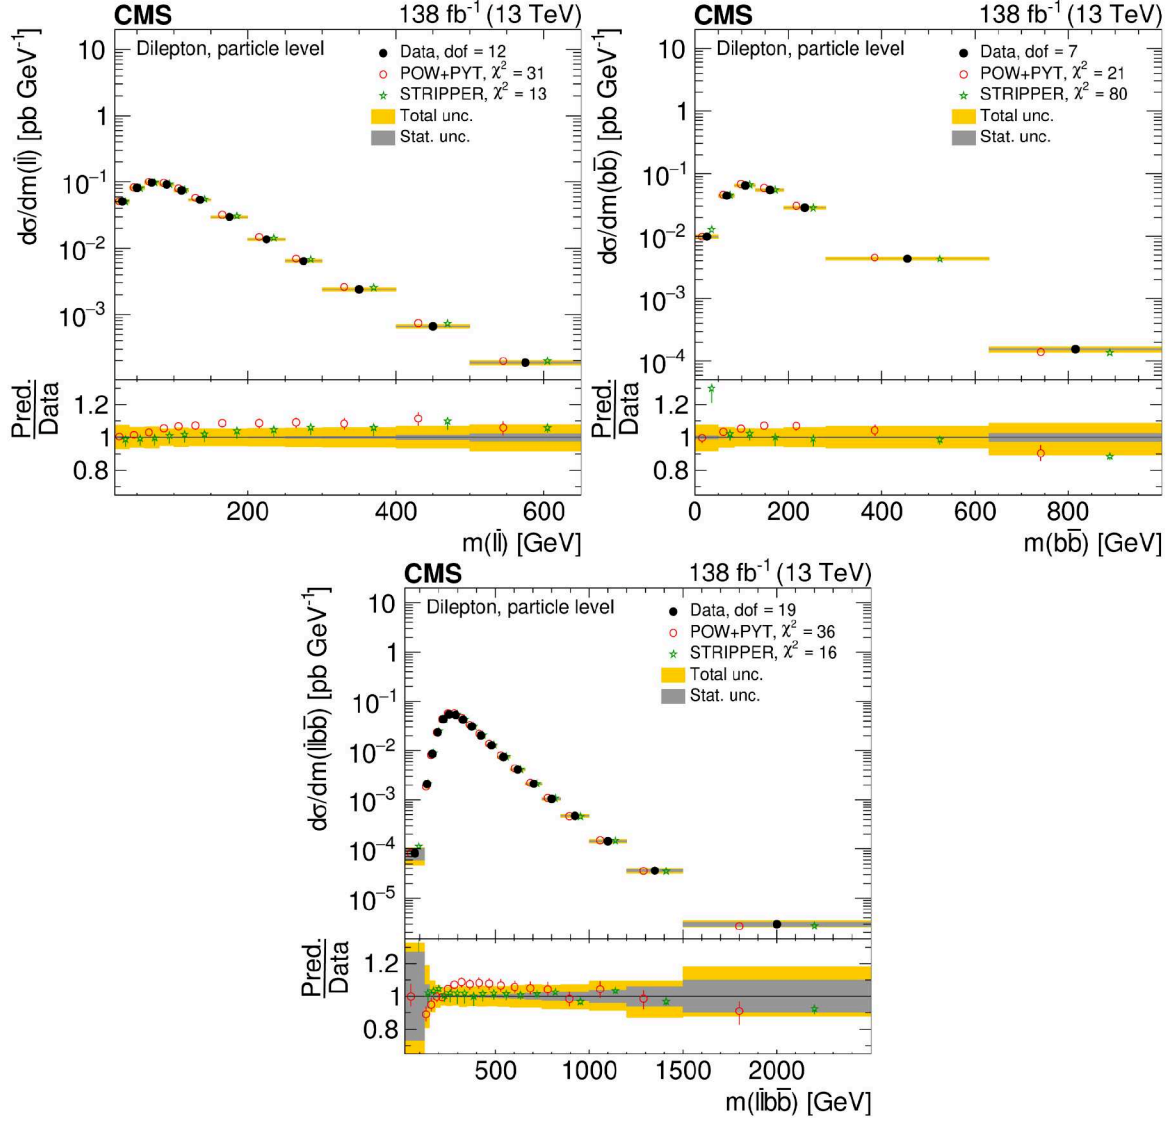 CMS 138 fb⁻¹ (13 TeV)
Dilepton, particle level
Data, dof = 12
POW+PYT, χ² = 31
STRIPPER, χ² = 13
Total unc.
Stat. unc.
dσ/dm(ll̄) [pb GeV⁻¹]
10
1
10⁻¹
10⁻²
10⁻³
Pred.
Data
1.2
1
0.8
200 400 600
m(ll̄) [GeV]
CMS 138 fb⁻¹ (13 TeV)
Dilepton, particle level
Data, dof = 7
POW+PYT, χ² = 21
STRIPPER, χ² = 80
Total unc.
Stat. unc.
dσ/dm(bb̄) [pb GeV⁻¹]
10
1
10⁻¹
10⁻²
10⁻³
10⁻⁴
Pred.
Data
1.2
1
0.8
0 200 400 600 800 1000
m(bb̄) [GeV]
CMS 138 fb⁻¹ (13 TeV)
Dilepton, particle level
Data, dof = 19
POW+PYT, χ² = 36
STRIPPER, χ² = 16
Total unc.
Stat. unc.
dσ/dm(ll̄bb̄) [pb GeV⁻¹]
10
1
10⁻¹
10⁻²
10⁻³
10⁻⁴
10⁻⁵
Pred.
Data
1.2
1
0.8
500 1000 1500 2000
m(ll̄bb̄) [GeV]